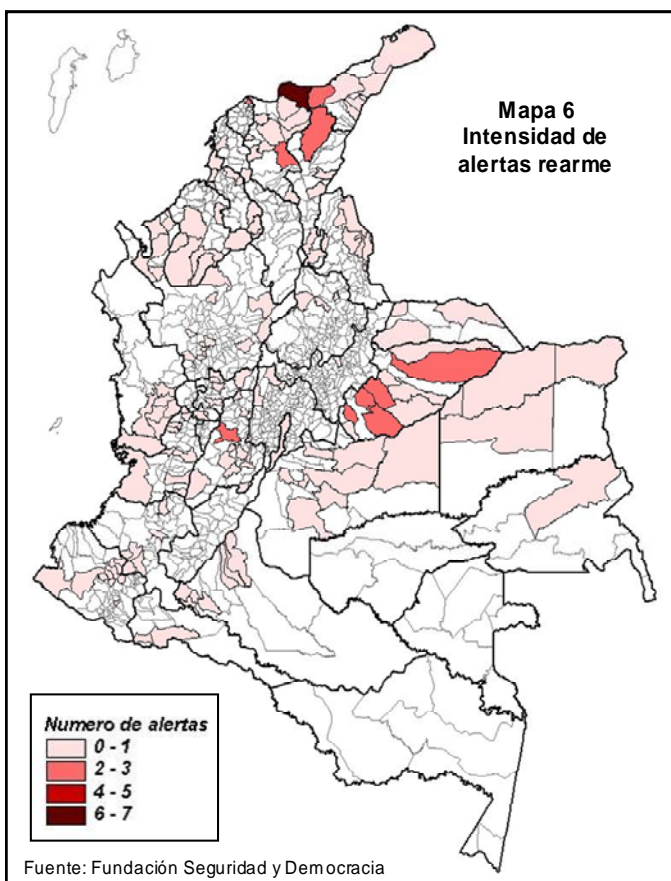 Mapa 6
Intensidad de
alertas rearme
Numero de alertas
0 - 1
2 - 3
4 - 5
6 - 7
Fuente: Fundación Seguridad y Democracia